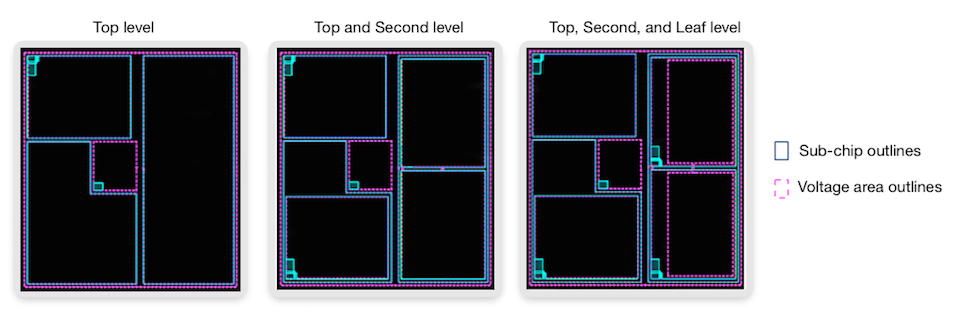 Top level
Top and Second level
Top, Second, and Leaf level
Sub-chip outlines
Voltage area outlines